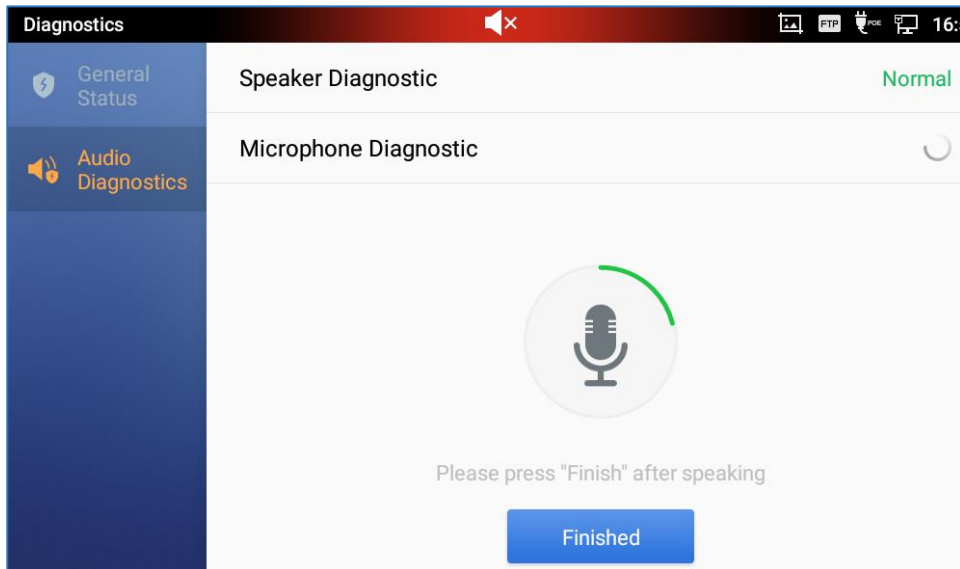 Diagnostics
FTP
POE
16:
General
Status
Speaker Diagnostic
Normal
Audio
Diagnostics
Microphone Diagnostic
Please press "Finish" after speaking
Finished